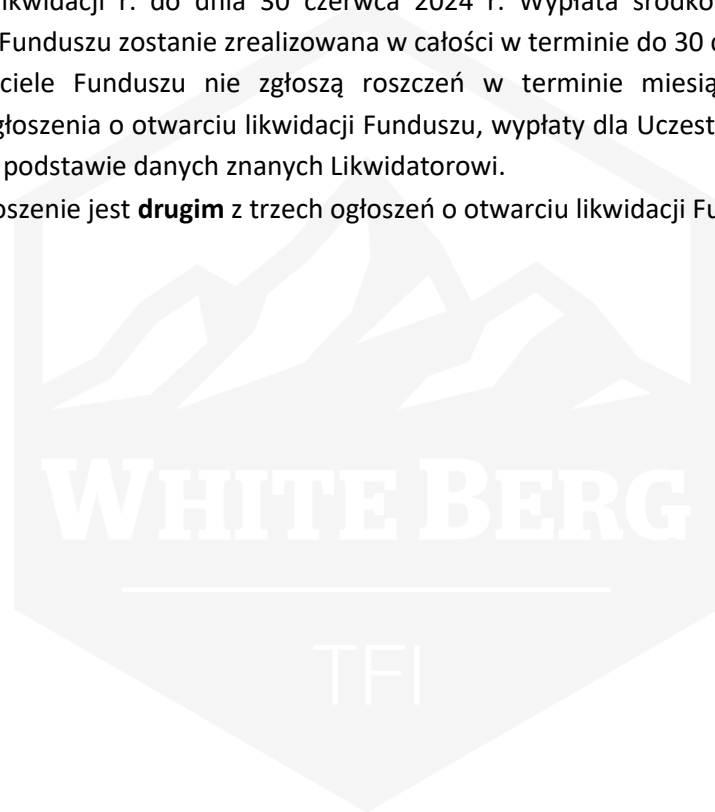 likwidacji r. do dnia 30 czerwca 2024 r. Wypłata środkó
Funduszu zostanie zrealizowana w całości w terminie do 30
ciele Funduszu nie zgłoszą roszczeń w terminie miesią
głoszenia o otwarciu likwidacji Funduszu, wypłaty dla Uczest
podstawie danych znanych Likwidatorowi.
oszenie jest drugim z trzech ogłoszeń o otwarciu likwidacji Fu
WHITE BERG
TFI